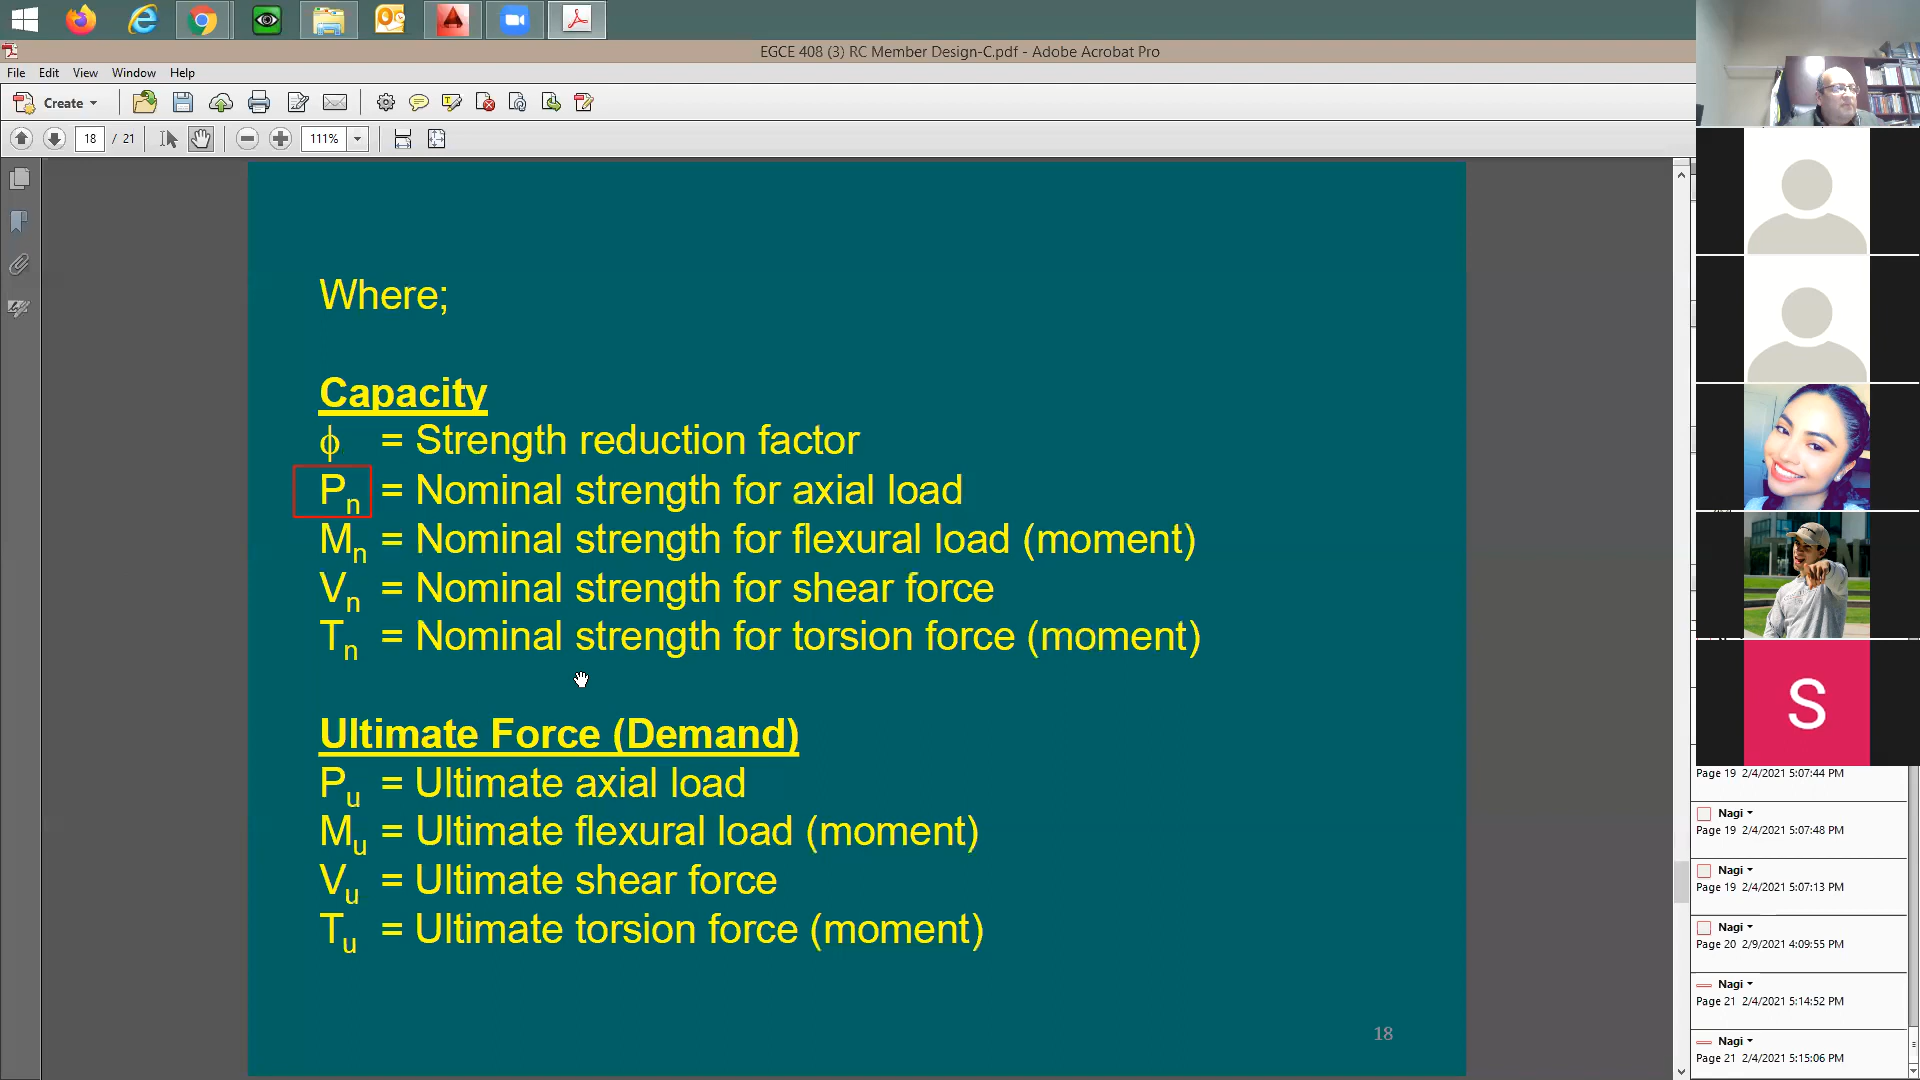 EGCE 408 (3) RC Member Design-C.pdf - Adobe Acrobat Pro
File Edit View Window Help
Create
18 / 21 111%
Where;
Capacity
ϕ = Strength reduction factor
Pn = Nominal strength for axial load
Mn = Nominal strength for flexural load (moment)
Vn = Nominal strength for shear force
Tn = Nominal strength for torsion force (moment)
Ultimate Force (Demand)
Pu = Ultimate axial load
Mu = Ultimate flexural load (moment)
Vu = Ultimate shear force
Tu = Ultimate torsion force (moment)
18
S
Page 19 2/4/2021 5:07:44 PM
Nagi
Page 19 2/4/2021 5:07:48 PM
Nagi
Page 19 2/4/2021 5:07:13 PM
Nagi
Page 20 2/9/2021 4:09:55 PM
Nagi
Page 21 2/4/2021 5:14:52 PM
Nagi
Page 21 2/4/2021 5:15:06 PM